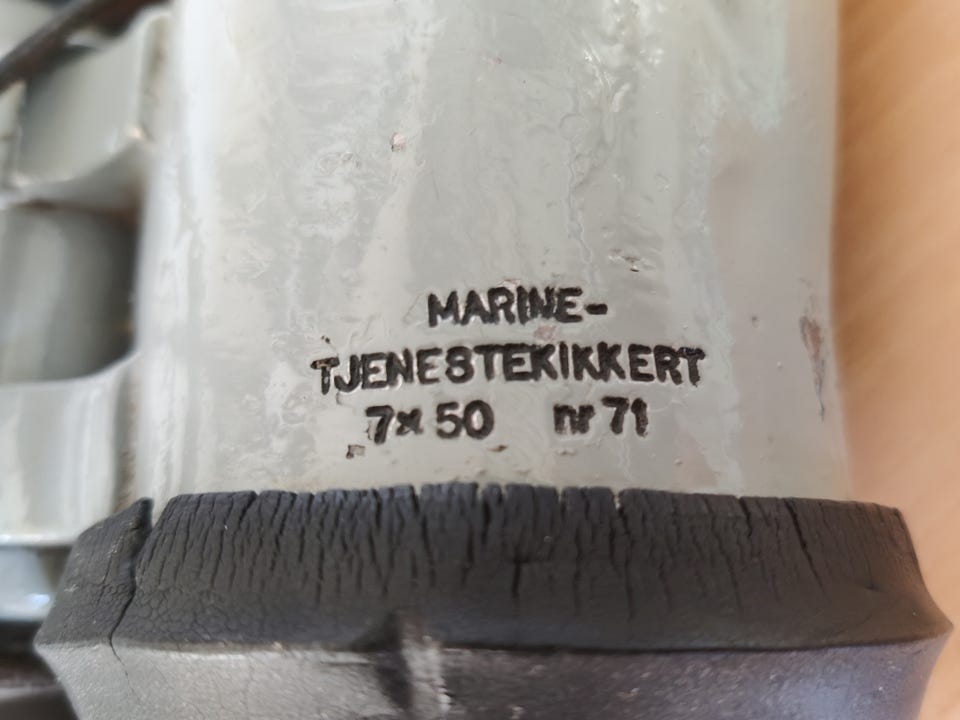 MARINE-
TJENESTEKIKKERT
7x50 nr 71